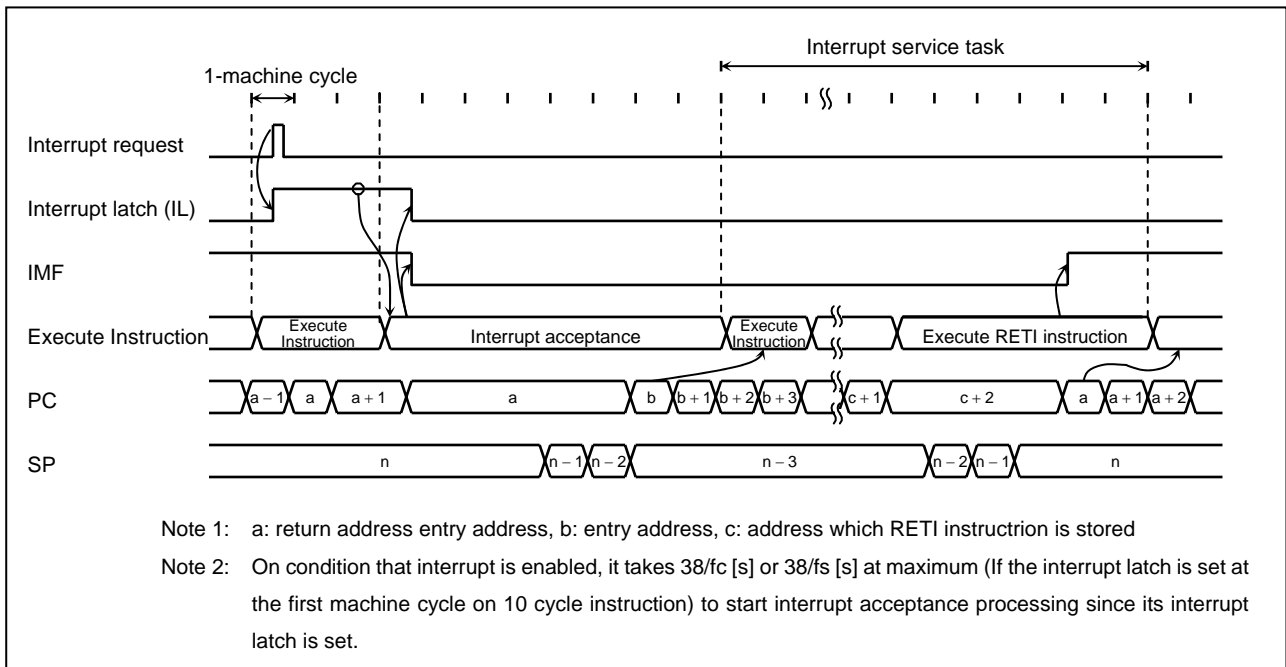 Interrupt service task
1-machine cycle
Interrupt request
Interrupt latch (IL)
IMF
Execute Instruction
Execute
Instruction
Interrupt acceptance
Execute
Instruction
Execute RETI instruction
PC
a − 1
a
a + 1
a
b
b + 1
b + 2
b + 3
c + 1
c + 2
a
a + 1
a + 2
SP
n
n − 1
n − 2
n − 3
n − 2
n − 1
n
Note 1: a: return address entry address, b: entry address, c: address which RETI instructrion is stored
Note 2: On condition that interrupt is enabled, it takes 38/fc [s] or 38/fs [s] at maximum (If the interrupt latch is set at
the first machine cycle on 10 cycle instruction) to start interrupt acceptance processing since its interrupt
latch is set.